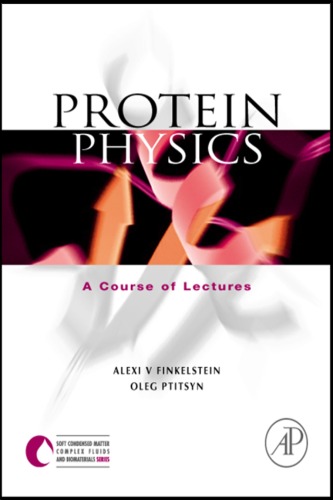 PROTEIN
PHYSICS
A Course of Lectures
ALEXI V FINKELSTEIN
OLEG PTITSYN
SOFT CONDENSED MATTER
COMPLEX FLUIDS
AND BIOMATERIALS SERIES
AP